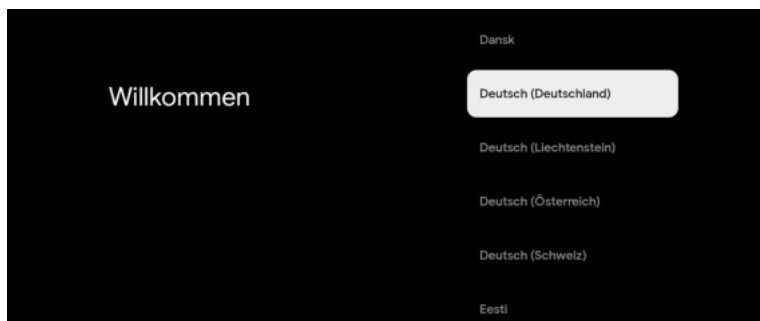 Willkommen
Dansk
Deutsch (Deutschland)
Deutsch (Liechtenstein)
Deutsch (Österreich)
Deutsch (Schweiz)
Eesti